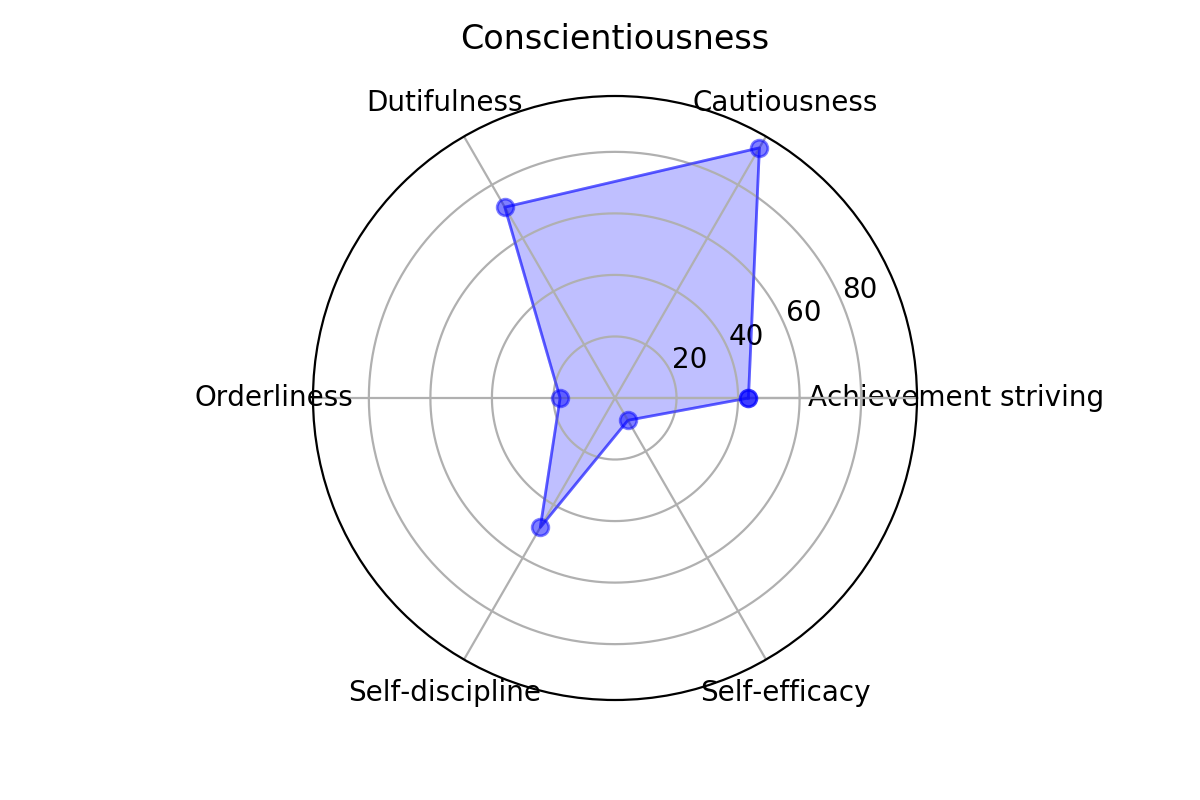 Conscientiousness
Dutifulness
Cautiousness
80
60
40
20
Orderliness
Achievement striving
Self-discipline
Self-efficacy